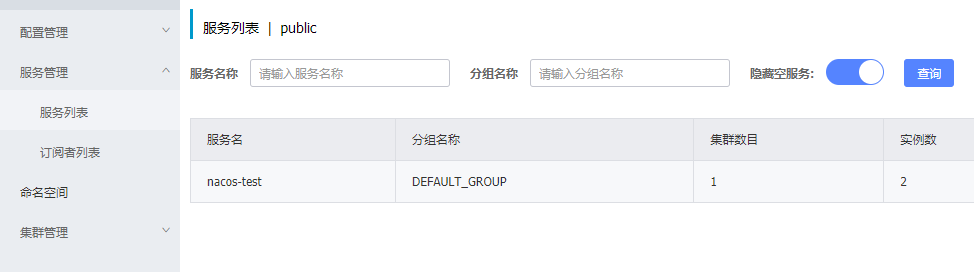 配置管理
服务管理
服务列表
订阅者列表
命名空间
集群管理
服务列表 | public
服务名称 请输入服务名称 分组名称 请输入分组名称 隐藏空服务: 查询
服务名 分组名称 集群数目 实例数
nacos-test DEFAULT_GROUP 1 2